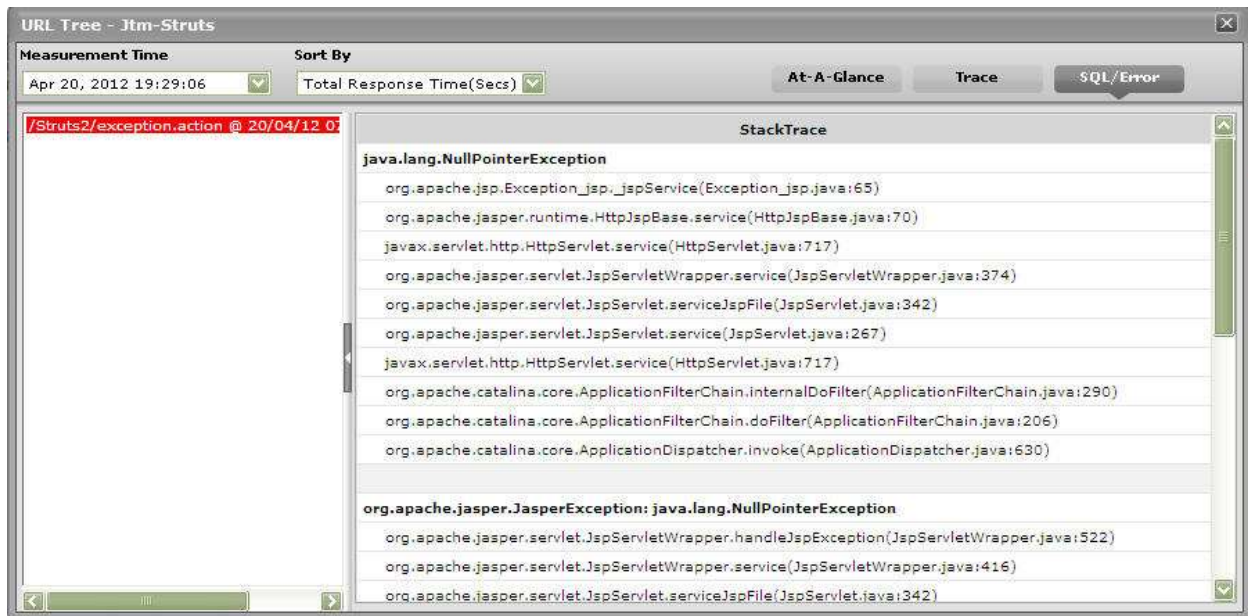 URL Tree - Jtm-Struts
Measurement Time Sort By
Apr 20, 2012 19:29:06 Total Response Time(Secs) At-A-Glance Trace SQL/Error
/Struts2/exception.action @ 20/04/12 07
StackTrace
java.lang.NullPointerException
org.apache.jsp.Exception_jsp._jspService(Exception_jsp.java:65)
org.apache.jasper.runtime.HttpJspBase.service(HttpJspBase.java:70)
javax.servlet.http.HttpServlet.service(HttpServlet.java:717)
org.apache.jasper.servlet.JspServletWrapper.service(JspServletWrapper.java:374)
org.apache.jasper.servlet.JspServlet.serviceJspFile(JspServlet.java:342)
org.apache.jasper.servlet.JspServlet.service(JspServlet.java:267)
javax.servlet.http.HttpServlet.service(HttpServlet.java:717)
org.apache.catalina.core.ApplicationFilterChain.internalDoFilter(ApplicationFilterChain.java:290)
org.apache.catalina.core.ApplicationFilterChain.doFilter(ApplicationFilterChain.java:206)
org.apache.catalina.core.ApplicationDispatcher.invoke(ApplicationDispatcher.java:630)
org.apache.jasper.JasperException: java.lang.NullPointerException
org.apache.jasper.servlet.JspServletWrapper.handleJspException(JspServletWrapper.java:522)
org.apache.jasper.servlet.JspServletWrapper.service(JspServletWrapper.java:416)
org.apache.jasper.servlet.JspServlet.serviceJspFile(JspServlet.java:342)